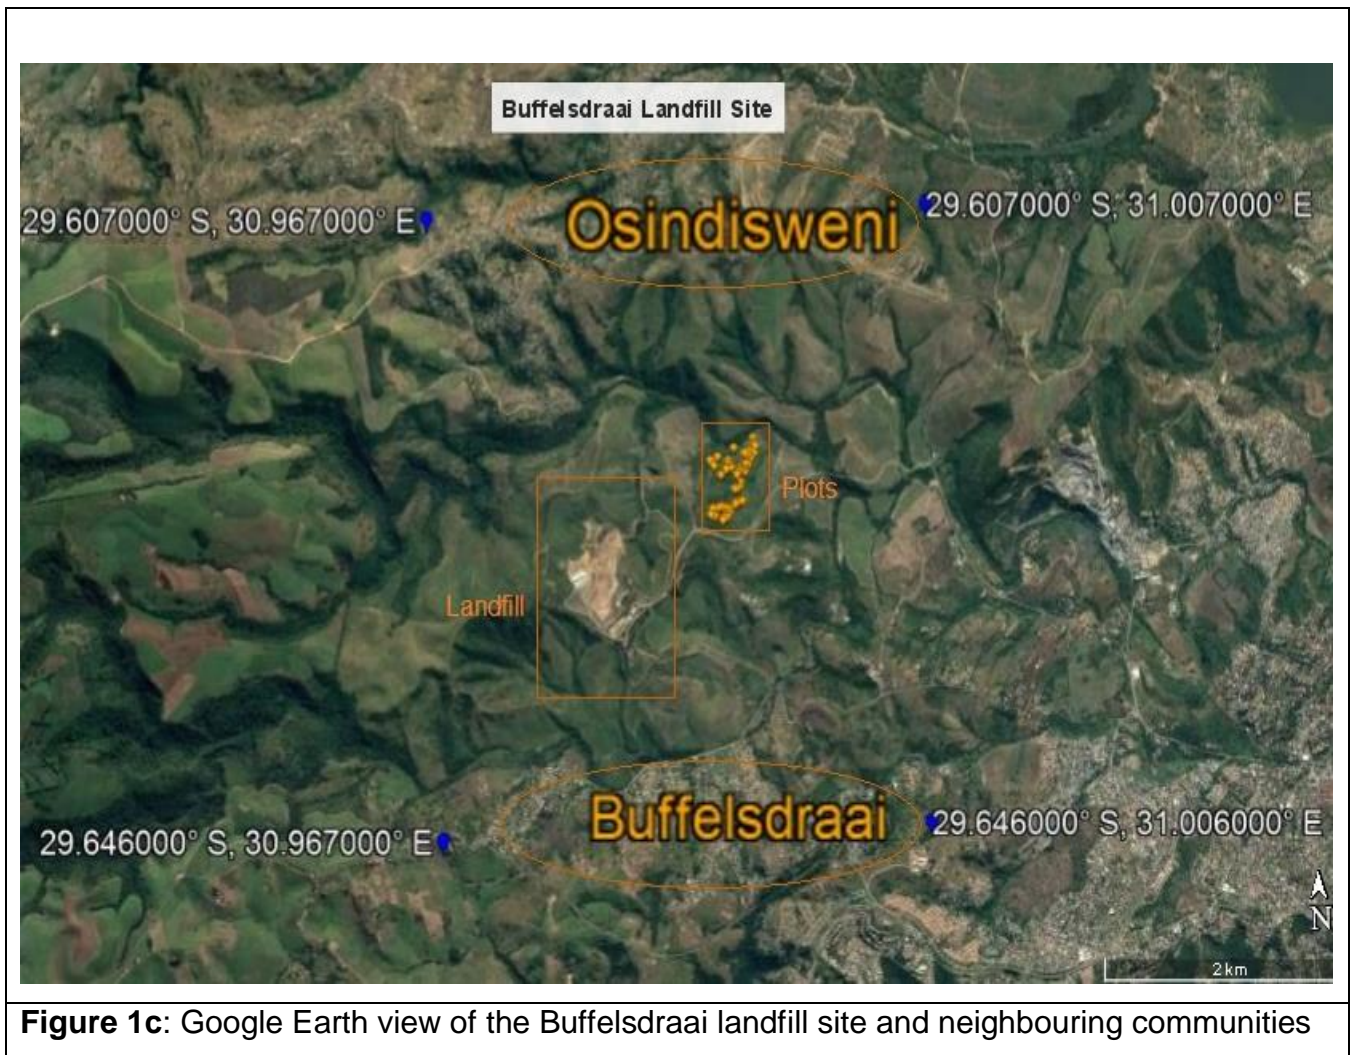 Buffelsdraai Landfill Site
29.607000° S, 30.967000° E
Osindisweni
29.607000° S, 31.007000° E
Plots
Landfill
Buffelsdraai
29.646000° S, 30.967000° E
29.646000° S, 31.006000° E
N
2 km
Figure 1c: Google Earth view of the Buffelsdraai landfill site and neighbouring communities